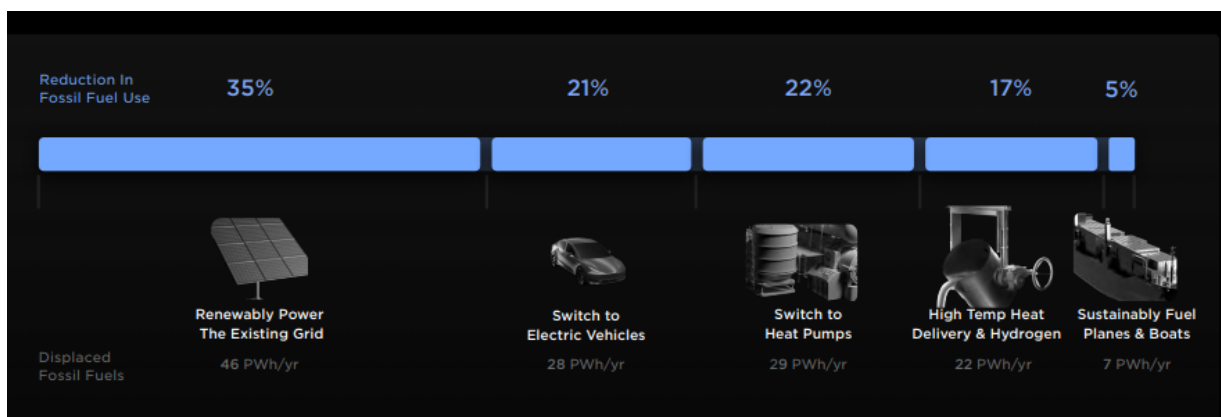 Reduction In
Fossil Fuel Use
35%
21%
22%
17%
5%
Renewably Power
The Existing Grid
Switch to
Electric Vehicles
Switch to
Heat Pumps
High Temp Heat
Delivery & Hydrogen
Sustainably Fuel
Planes & Boats
Displaced
Fossil Fuels
46 PWh/yr
28 PWh/yr
29 PWh/yr
22 PWh/yr
7 PWh/yr